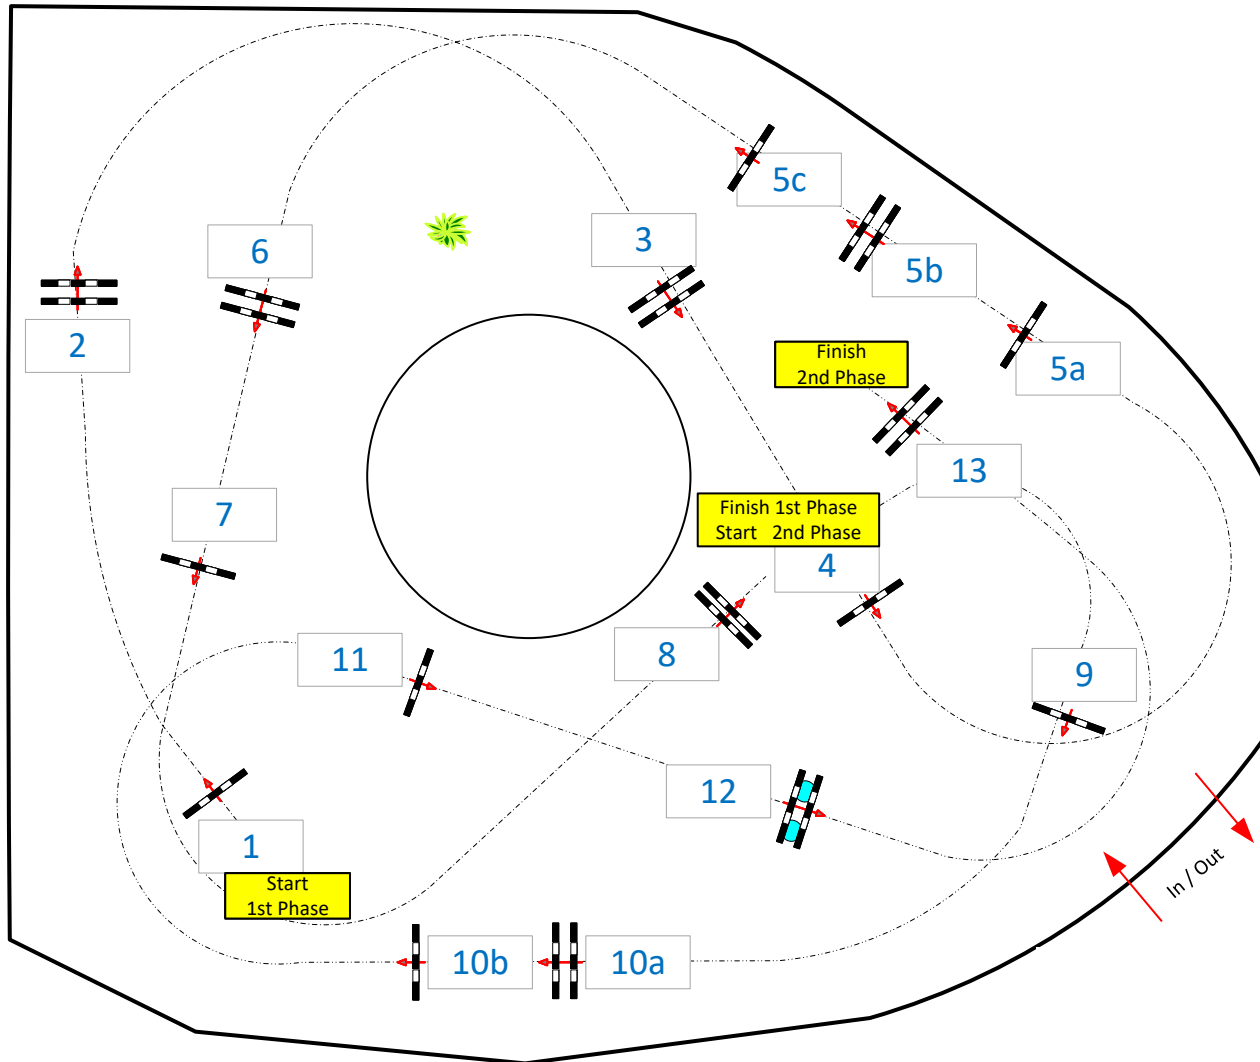 5c
3
6
5b
2
Finish
2nd Phase
5a
13
7
Finish 1st Phase
Start 2nd Phase
4
11
8
9
12
1
Start
1st Phase
In / Out
10b
10a